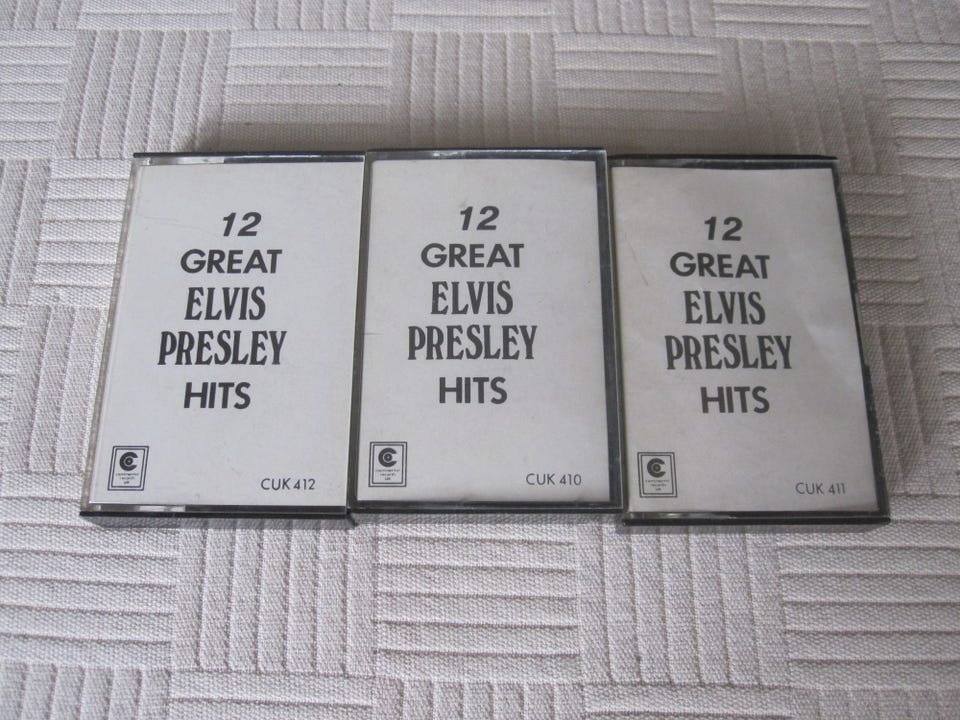 12
GREAT
ELVIS
PRESLEY
HITS
CUK 412
12
GREAT
ELVIS
PRESLEY
HITS
CUK 410
12
GREAT
ELVIS
PRESLEY
HITS
CUK 411